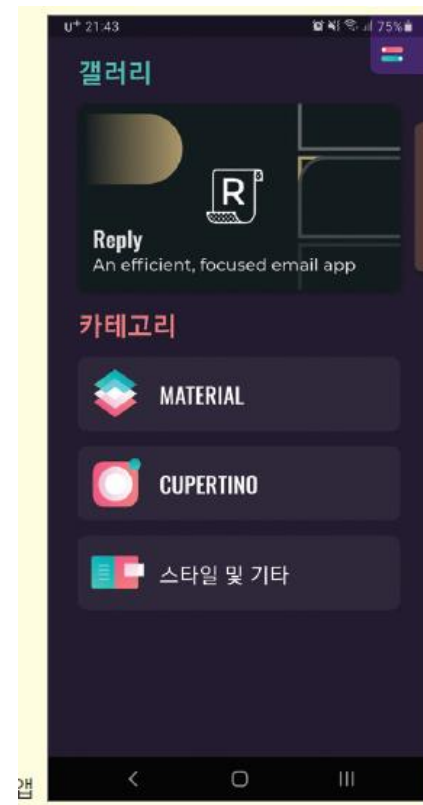 U+ 21:43 75%
갤러리
R
Reply
An efficient, focused email app
카테고리
MATERIAL
CUPERTINO
스타일 및 기타
앱